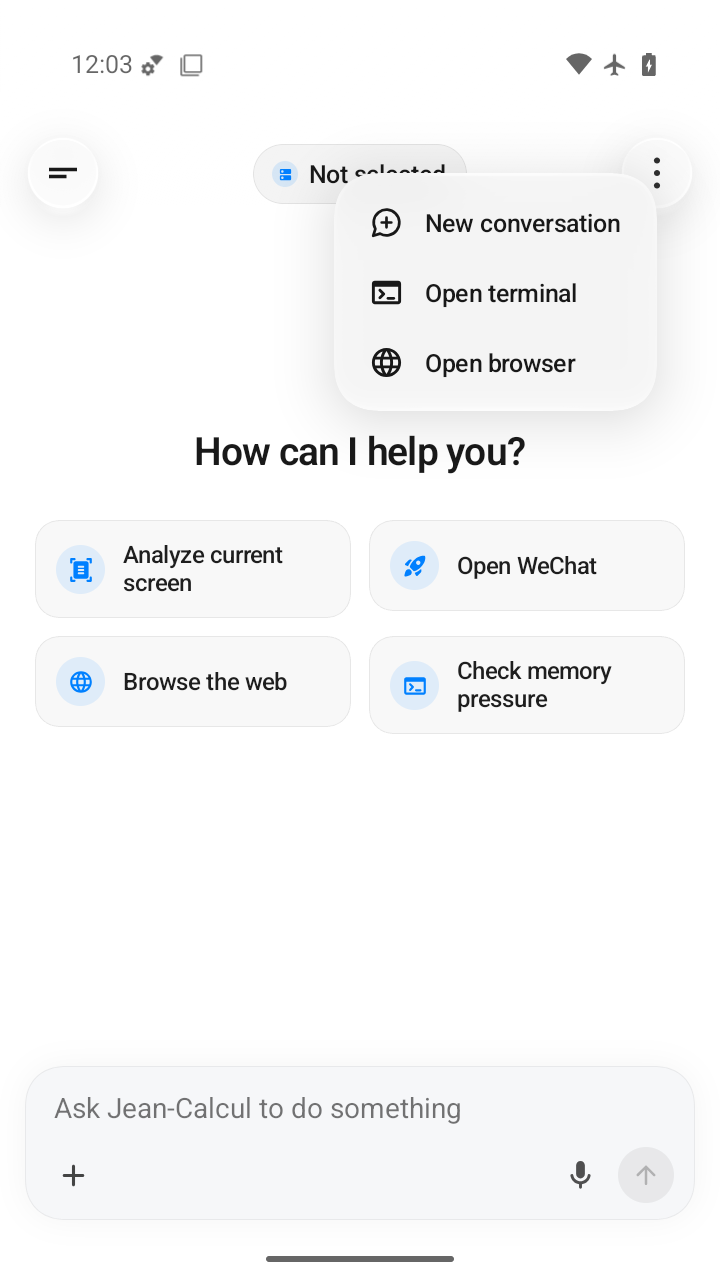 12:03
Not selected
New conversation
Open terminal
Open browser
How can I help you?
Analyze current
screen
Open WeChat
Browse the web
Check memory
pressure
Ask Jean-Calcul to do something